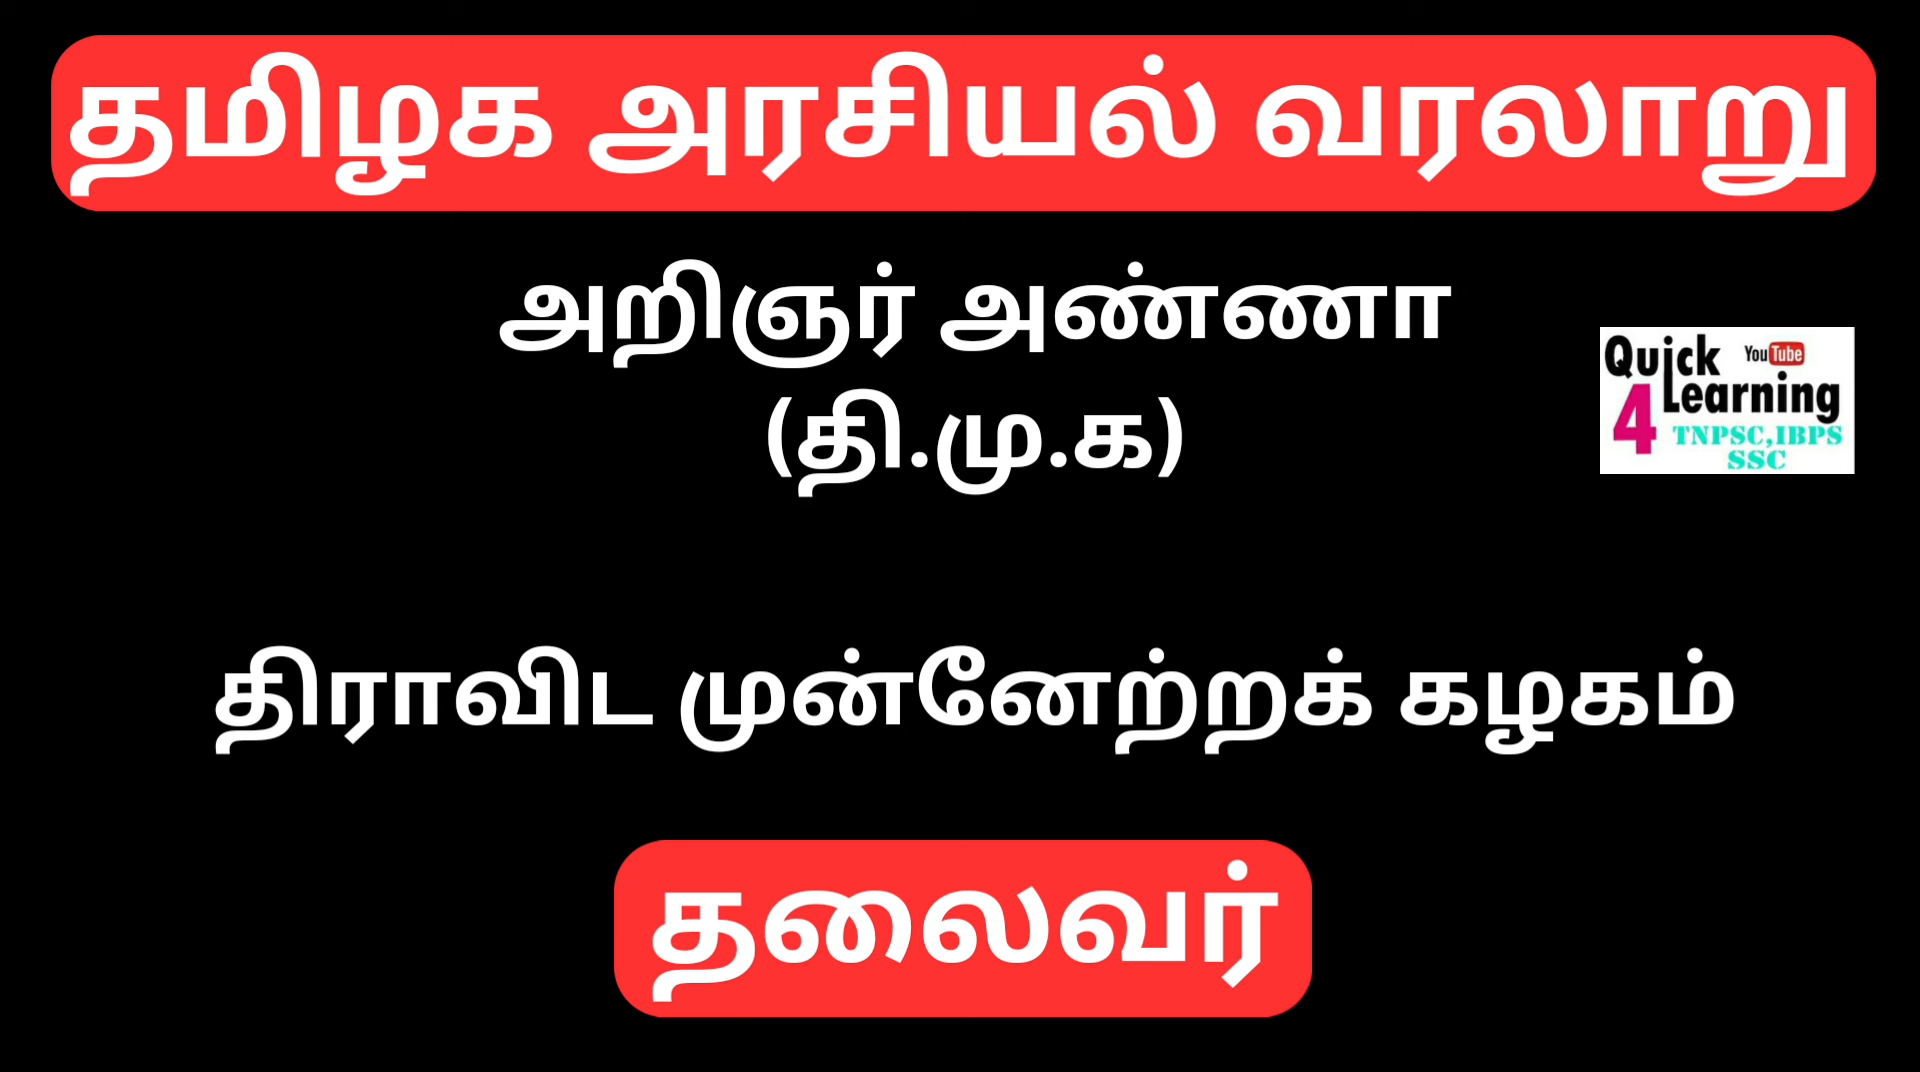 தமிழக அரசியல் வரலாறு
அறிஞர் அண்ணா
(தி.மு.க)
Quick YouTube
4 Learning
TNPSC,IBPS
SSC
திராவிட முன்னேற்றக் கழகம்
தலைவர்